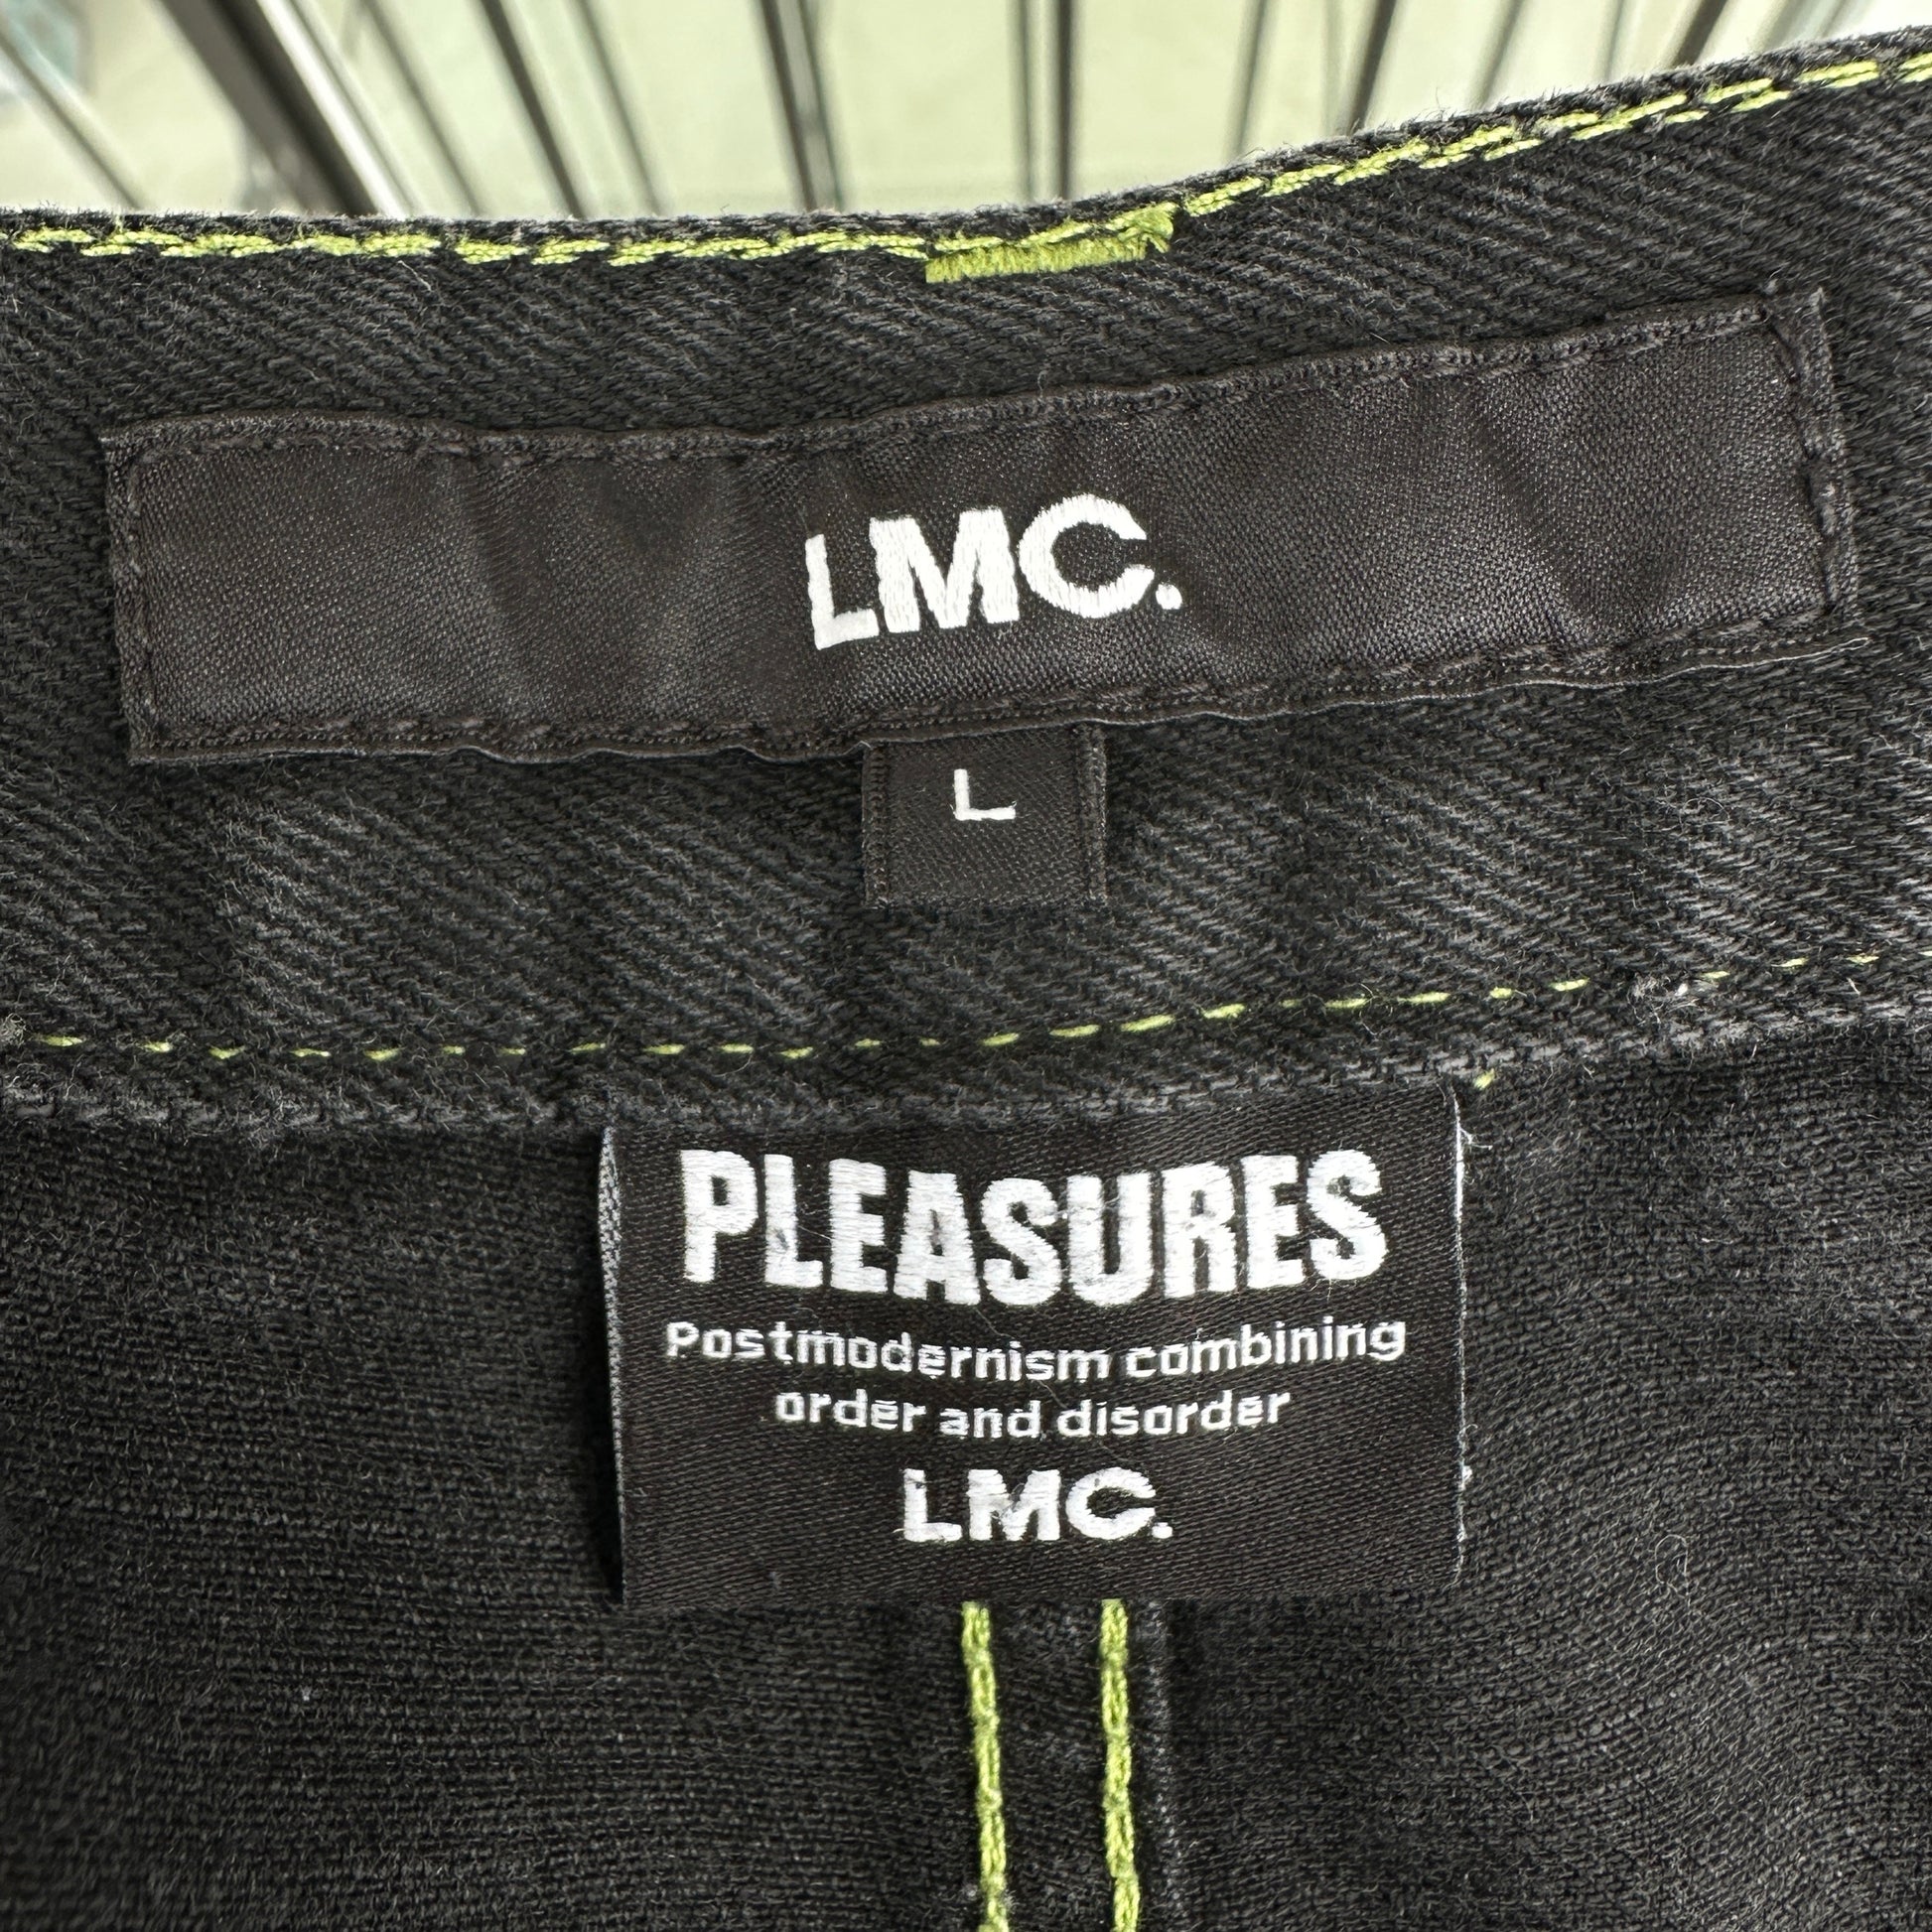 LMC.
L
PLEASURES
Postmodernism combining
order and disorder
LMC.